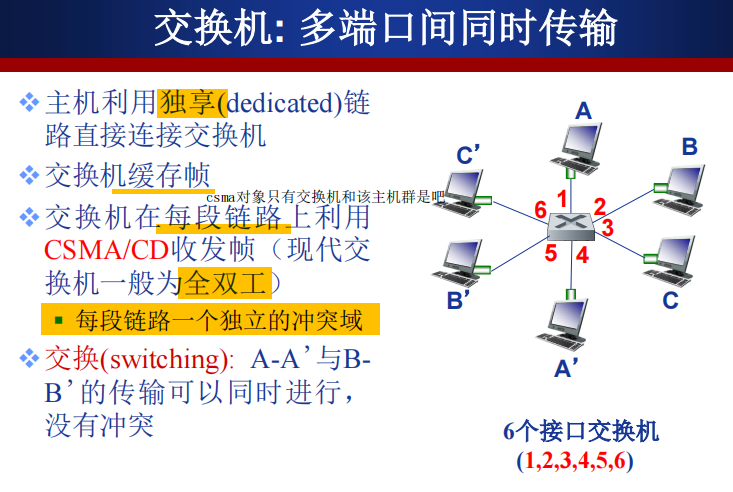 交换机: 多端口间同时传输
❖主机利用独享(dedicated)链
路直接连接交换机
❖交换机缓存帧
csma对象只有交换机和该主机群是吧
❖交换机在每段链路上利用
CSMA/CD收发帧（现代交
换机一般为全双工）
▪ 每段链路一个独立的冲突域
❖交换(switching): A-A’与B-
B’的传输可以同时进行，
没有冲突
A
B
C’
1
2
6
3
5
4
B’
C
A’
6个接口交换机
(1,2,3,4,5,6)